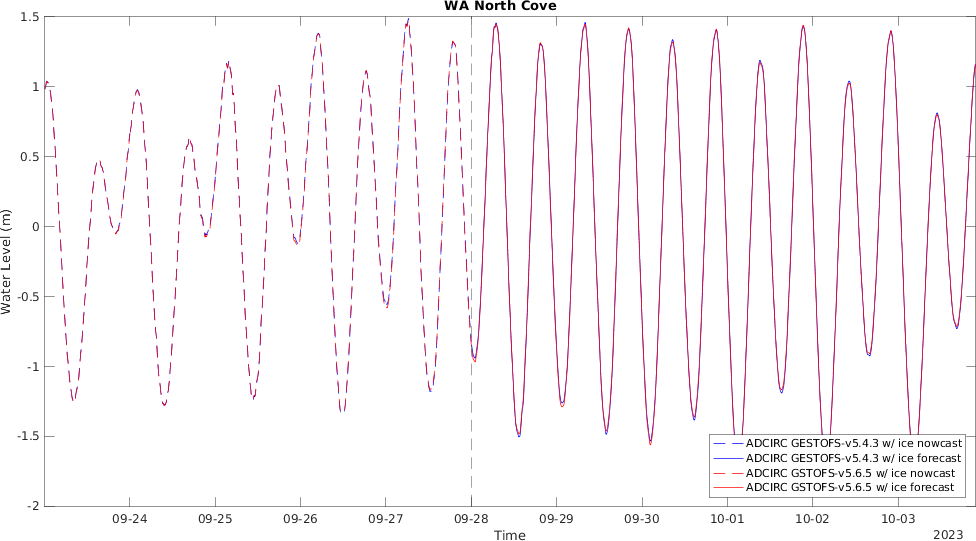 WA North Cove
1.5
1
0.5
0
-0.5
-1
-1.5
-2
Water Level (m)
09-24 09-25 09-26 09-27 09-28 09-29 09-30 10-01 10-02 10-03
Time
2023
ADCIRC GESTOFS-v5.4.3 w/ ice nowcast
ADCIRC GESTOFS-v5.4.3 w/ ice forecast
ADCIRC GSTOFS-v5.6.5 w/ ice nowcast
ADCIRC GSTOFS-v5.6.5 w/ ice forecast